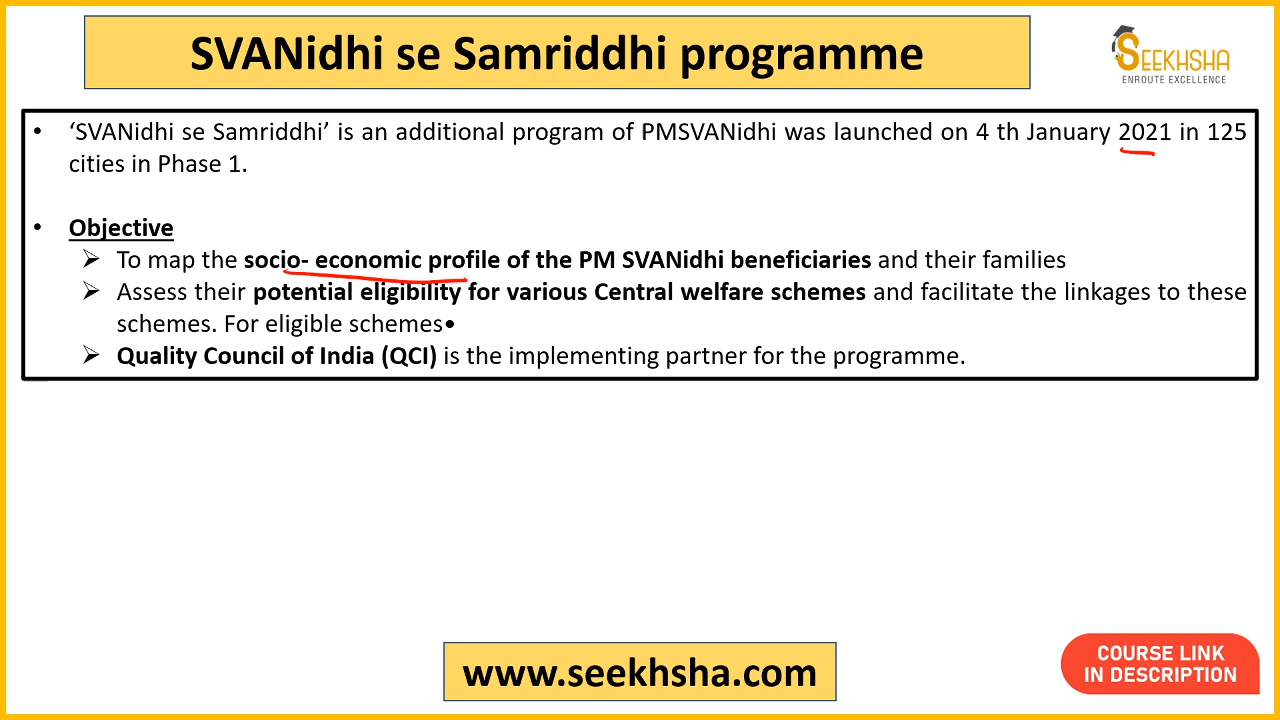 SVANidhi se Samriddhi programme
SEEKHSHA
ENROUTE EXCELLENCE
• ‘SVANidhi se Samriddhi’ is an additional program of PMSVANidhi was launched on 4 th January 2021 in 125
cities in Phase 1.
• Objective
➢ To map the socio- economic profile of the PM SVANidhi beneficiaries and their families
➢ Assess their potential eligibility for various Central welfare schemes and facilitate the linkages to these
schemes. For eligible schemes•
➢ Quality Council of India (QCI) is the implementing partner for the programme.
www.seekhsha.com
COURSE LINK
IN DESCRIPTION